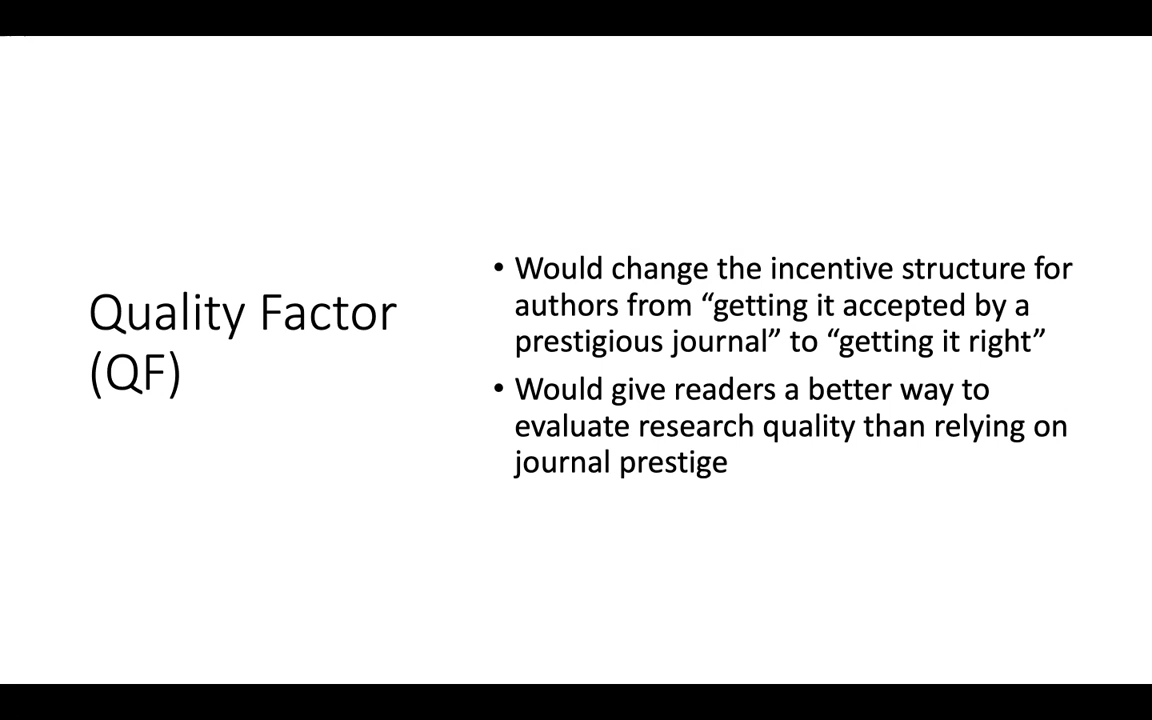 Quality Factor
(QF)
• Would change the incentive structure for
authors from “getting it accepted by a
prestigious journal” to “getting it right”
• Would give readers a better way to
evaluate research quality than relying on
journal prestige